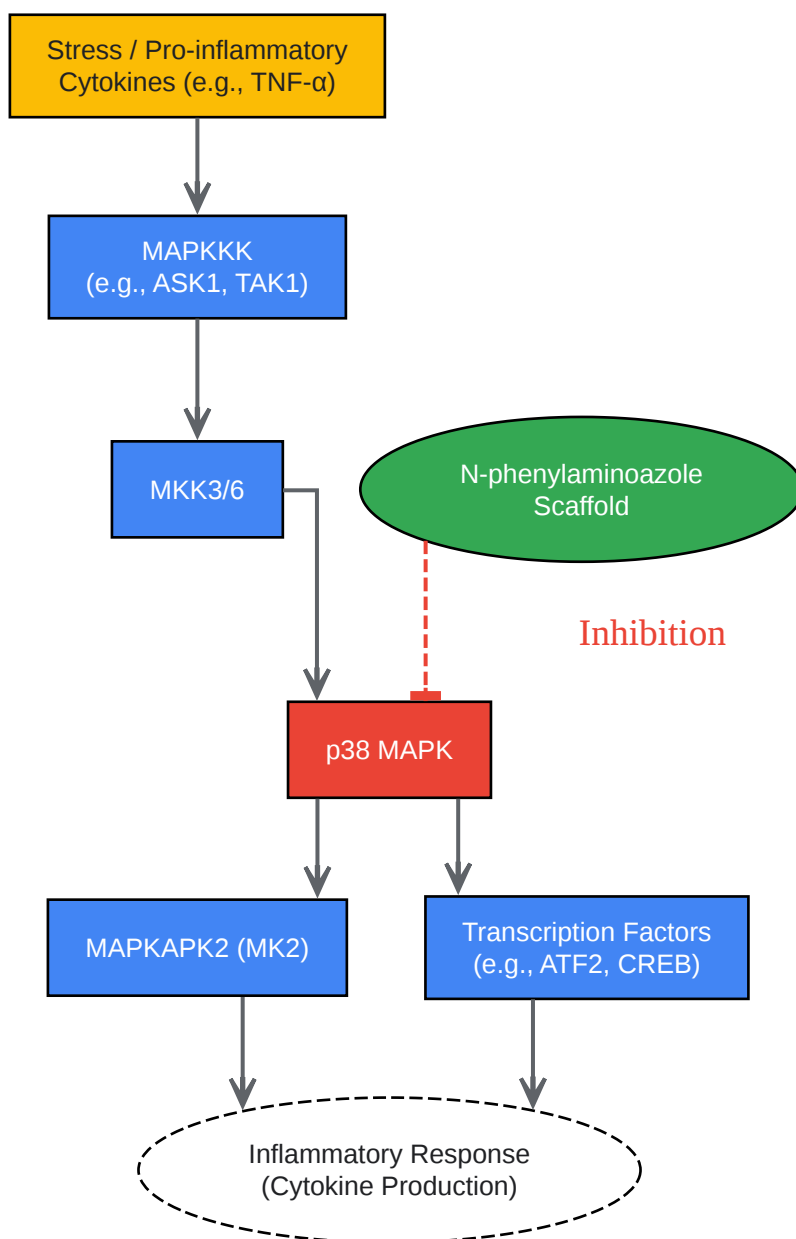 Stress / Pro-inflammatory
Cytokines (e.g., TNF-α)
MAPKKK
(e.g., ASK1, TAK1)
MKK3/6
N-phenylaminoazole
Scaffold
Inhibition
p38 MAPK
MAPKAPK2 (MK2)
Transcription Factors
(e.g., ATF2, CREB)
Inflammatory Response
(Cytokine Production)